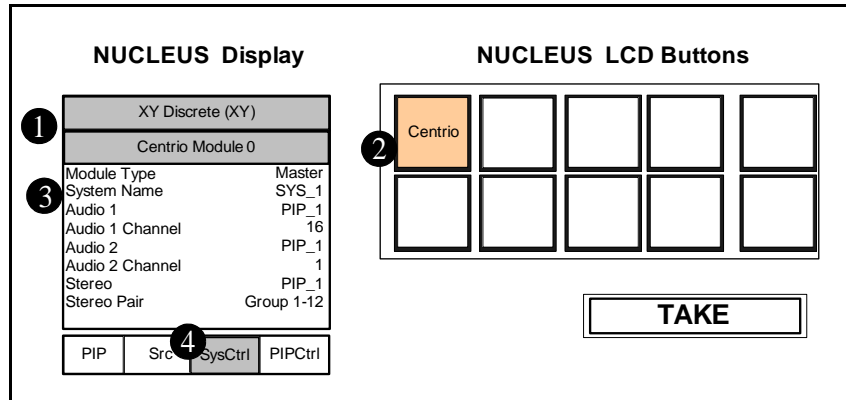 NUCLEUS Display
NUCLEUS LCD Buttons
1
XY Discrete (XY)
Centrio Module 0
2
Centrio
3
Module Type Master
System Name SYS_1
Audio 1 PIP_1
Audio 1 Channel 16
Audio 2 PIP_1
Audio 2 Channel 1
Stereo PIP_1
Stereo Pair Group 1-12
TAKE
4
PIP Src SysCtrl PIPCtrl